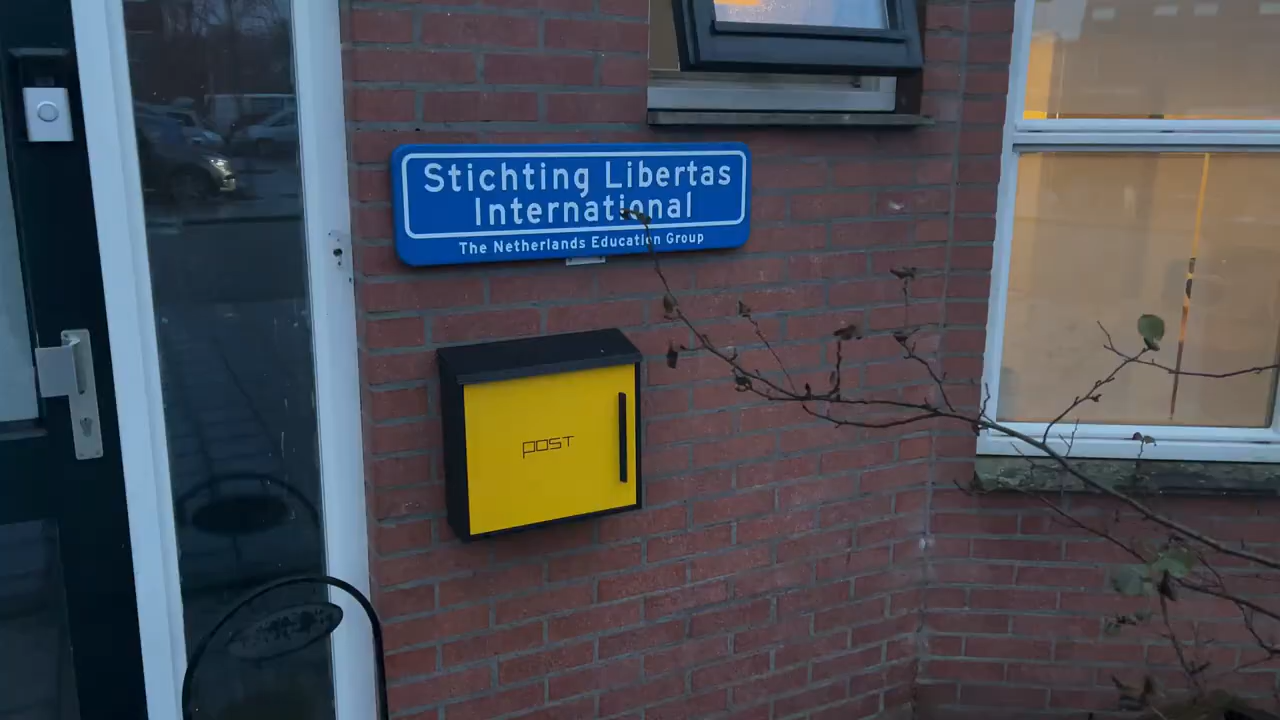 Stichting Libertas
International
The Netherlands Education Group
post